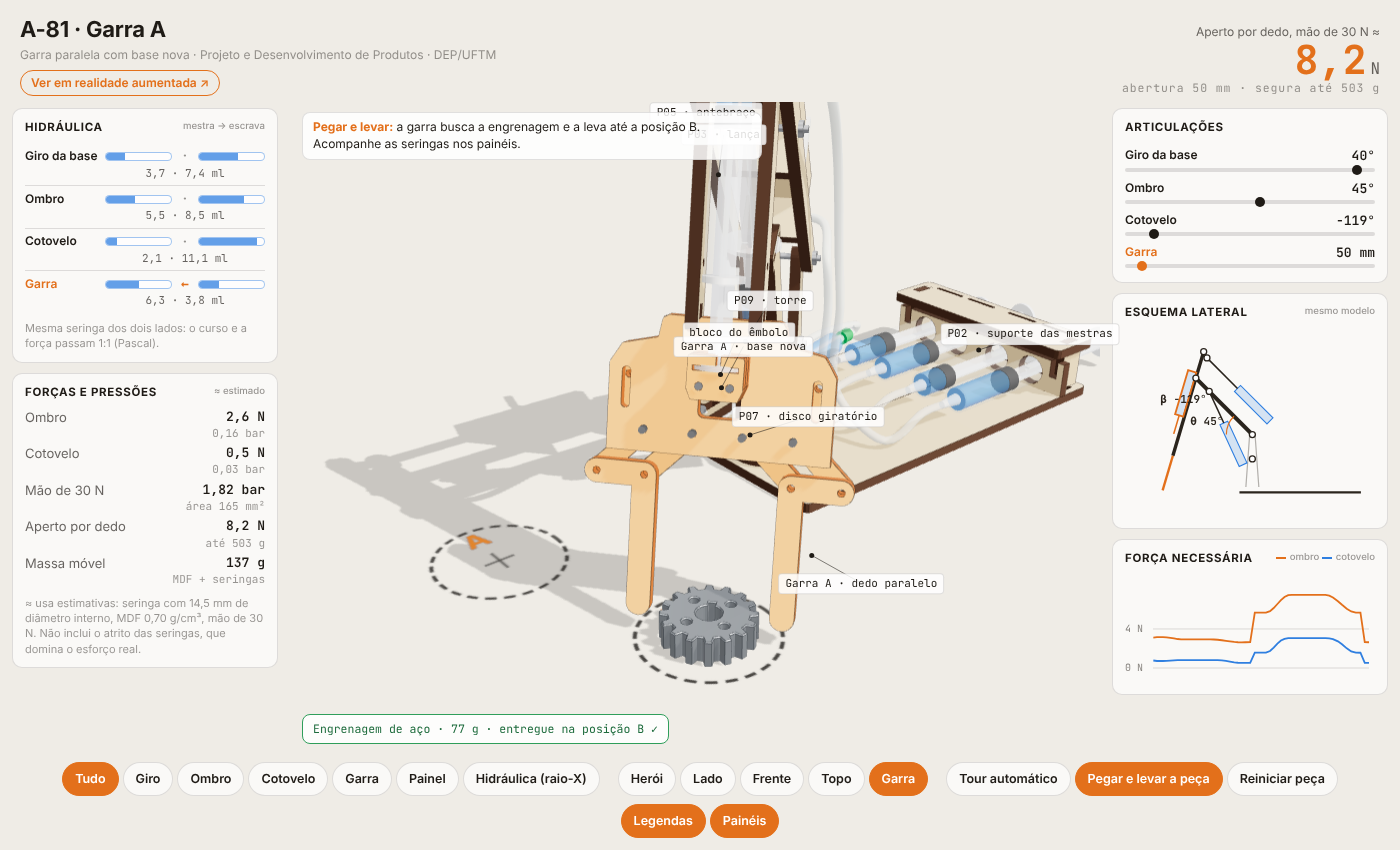 A-81 · Garra A
Garra paralela com base nova · Projeto e Desenvolvimento de Produtos · DEP/UFTM
Ver em realidade aumentada ↗
Aperto por dedo, mão de 30 N ≈
8,2 N
abertura 50 mm · segura até 503 g
HIDRÁULICA mestra → escrava
Giro da base ·
3,7 · 7,4 ml
Ombro ·
5,5 · 8,5 ml
Cotovelo ·
2,1 · 11,1 ml
Garra ←
6,3 · 3,8 ml
Mesma seringa dos dois lados: o curso e a
força passam 1:1 (Pascal).
FORÇAS E PRESSÕES ≈ estimado
Ombro 2,6 N
0,16 bar
Cotovelo 0,5 N
0,03 bar
Mão de 30 N 1,82 bar
área 165 mm²
Aperto por dedo 8,2 N
até 503 g
Massa móvel 137 g
MDF + seringas
≈ usa estimativas: seringa com 14,5 mm de
diâmetro interno, MDF 0,70 g/cm³, mão de 30
N. Não inclui o atrito das seringas, que
domina o esforço real.
P05 · antebraço
Pegar e levar: a garra busca a engrenagem e a leva até a posição B.
Acompanhe as seringas nos painéis.
P03 · lança
P09 · torre
bloco do êmbolo
Garra A · base nova
P02 · suporte das mestras
P07 · disco giratório
A
Garra A · dedo paralelo
Engrenagem de aço · 77 g · entregue na posição B ✓
ARTICULAÇÕES
Giro da base 40°
Ombro 45°
Cotovelo -119°
Garra 50 mm
ESQUEMA LATERAL mesmo modelo
β -119°
θ 45°
FORÇA NECESSÁRIA ombro cotovelo
4 N
0 N
Tudo Giro Ombro Cotovelo Garra Painel Hidráulica (raio-X) Herói Lado Frente Topo Garra Tour automático Pegar e levar a peça Reiniciar peça
Legendas Painéis